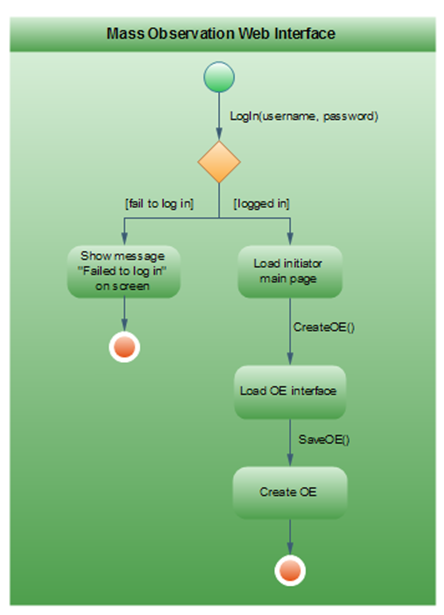 Mass Observation Web Interface
LogIn(username, password)
[fail to log in]
[logged in]
Show message
"Failed to log in"
on screen
Load initiator
main page
CreateOE()
Load OE interface
SaveOE()
Create OE